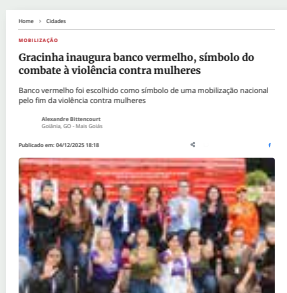 Home > Cidades
MOBILIZAÇÃO
Gracinha inaugura banco vermelho, símbolo do
combate à violência contra mulheres
Banco vermelho foi escolhido como símbolo de uma mobilização nacional
pelo fim da violência contra mulheres
Alexandre Bittencourt
Goiânia, GO - Mais Goiás
Publicado em: 04/12/2025 18:18